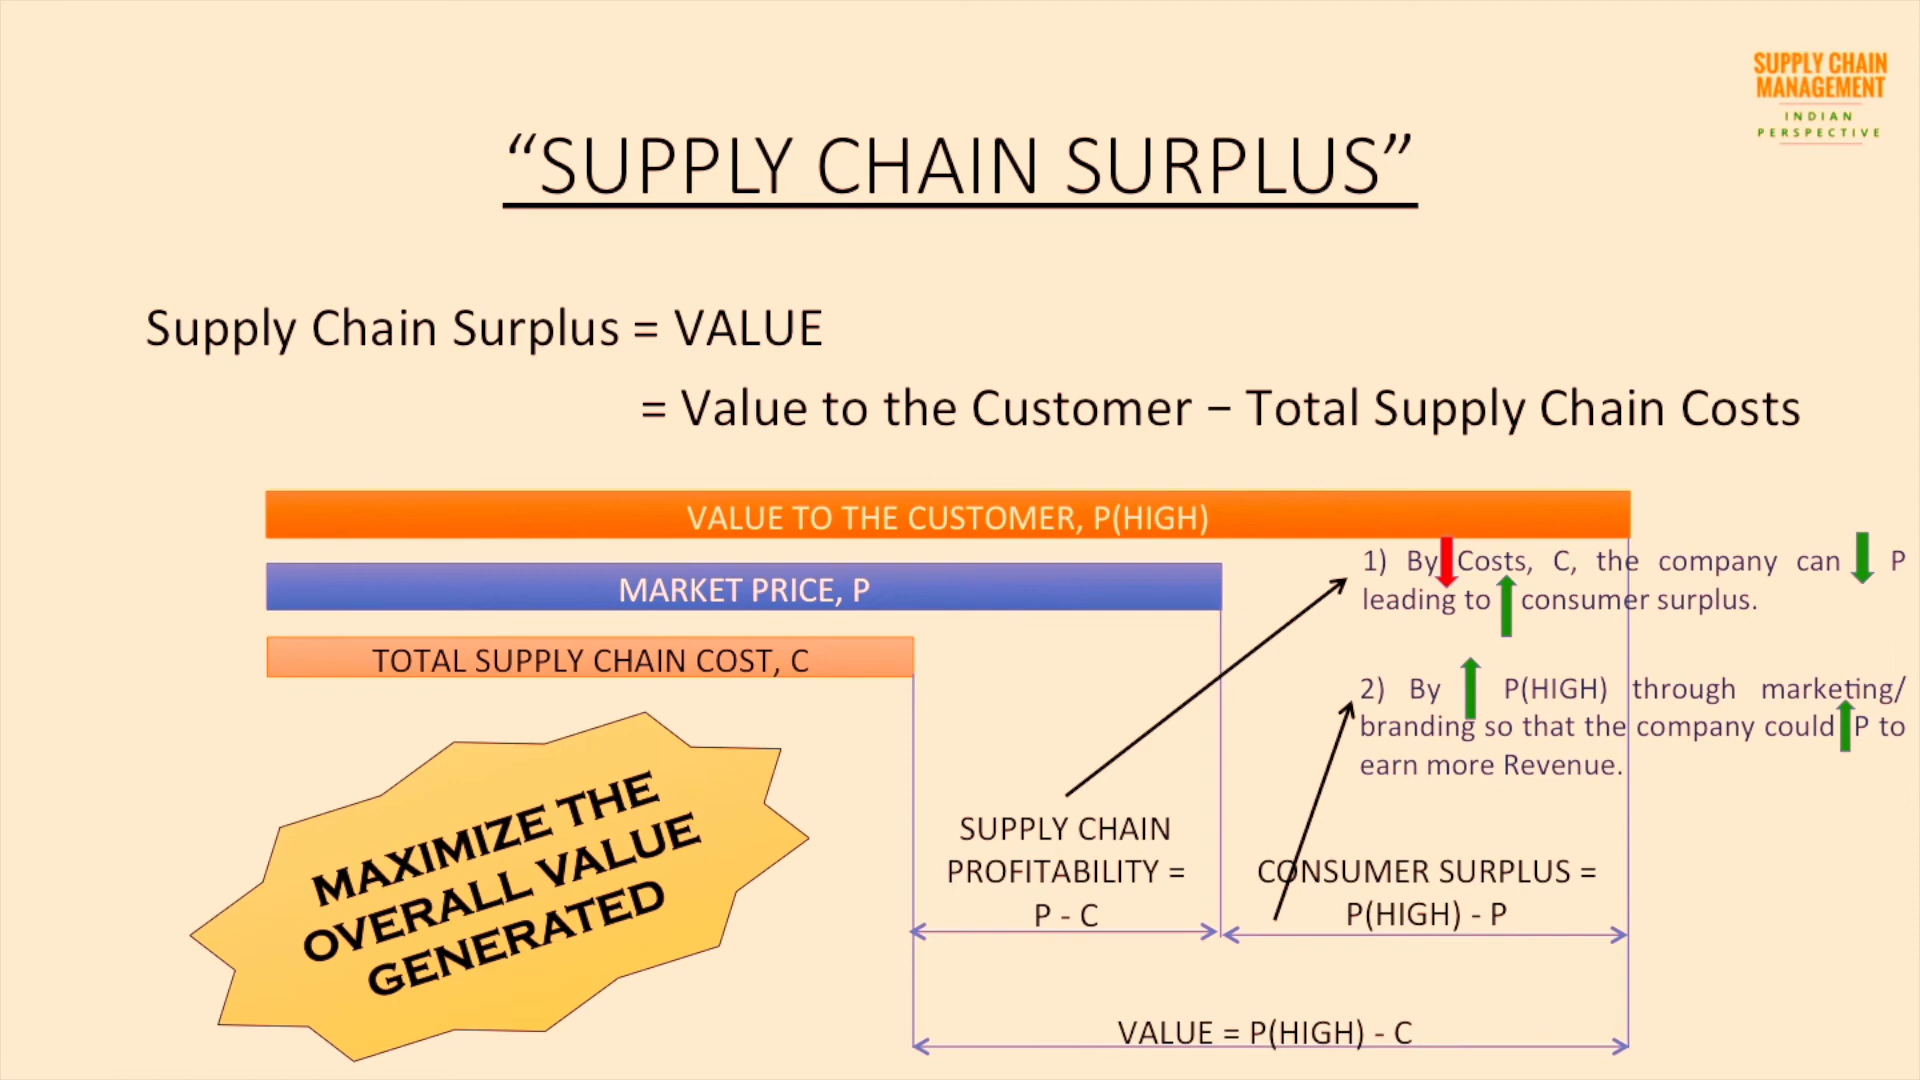 SUPPLY CHAIN
MANAGEMENT
INDIAN
PERSPECTIVE
“SUPPLY CHAIN SURPLUS”
Supply Chain Surplus = VALUE
= Value to the Customer – Total Supply Chain Costs
VALUE TO THE CUSTOMER, P(HIGH)
MARKET PRICE, P
TOTAL SUPPLY CHAIN COST, C
1) By Costs, C, the company can P
leading to consumer surplus.
2) By P(HIGH) through marketing/
branding so that the company could P to
earn more Revenue.
MAXIMIZE THE
OVERALL VALUE
GENERATED
SUPPLY CHAIN
PROFITABILITY =
P - C
CONSUMER SURPLUS =
P(HIGH) - P
VALUE = P(HIGH) - C